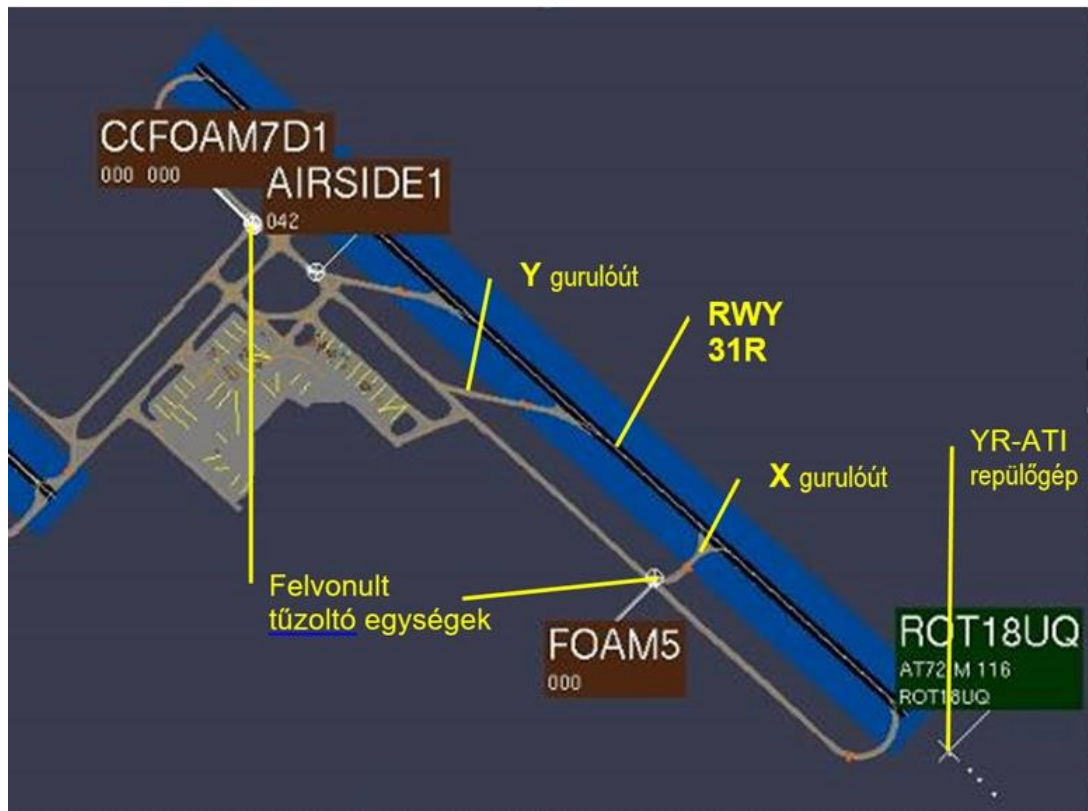 C(FOAM7D1
000 000
AIRSIDE1
042
Y gurulóút
RWY
31R
YR-ATI
repülőgép
X gurulóút
Felvonult
tűzoltó egységek
FOAM5
000
ROT18UQ
AT72 M 116
ROT18UQ